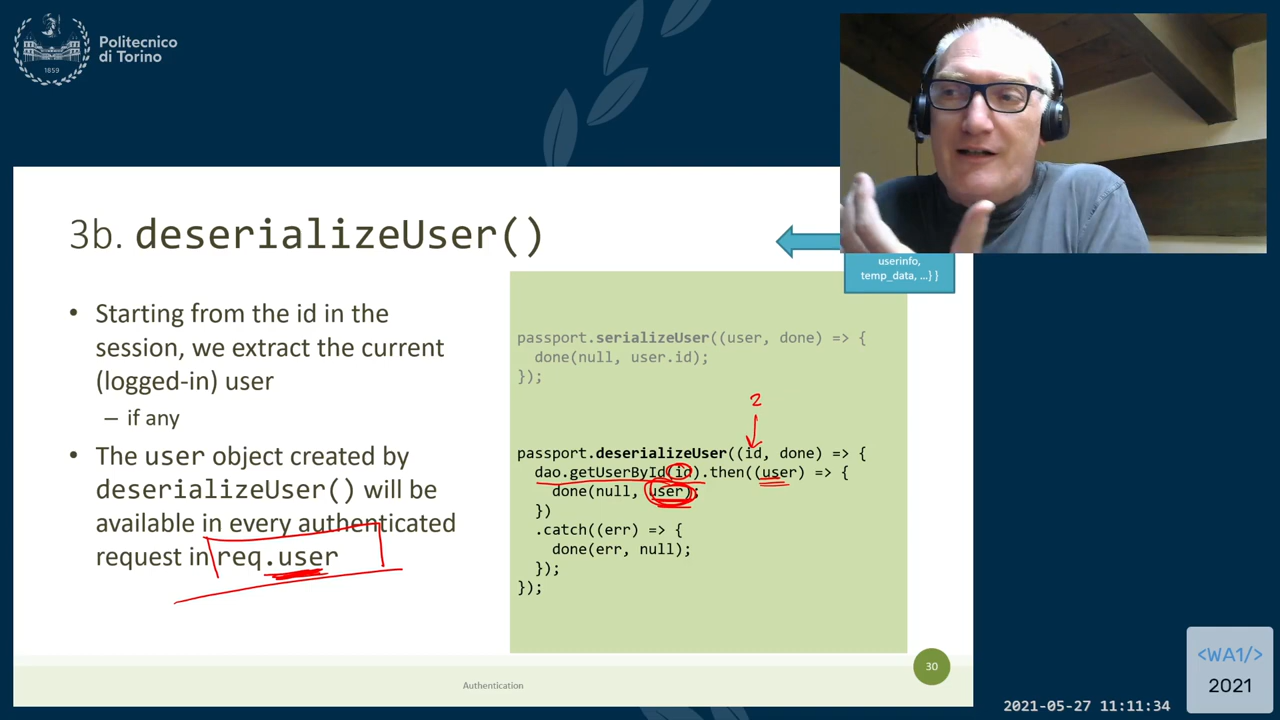 Politecnico
di Torino
1859
3b. deserializeUser()
userinfo,
temp_data, ...} }
• Starting from the id in the
session, we extract the current
(logged-in) user
– if any
• The user object created by
deserializeUser() will be
available in every authenticated
request in req.user
passport.serializeUser((user, done) => {
done(null, user.id);
});
2
passport.deserializeUser((id, done) => {
dao.getUserById(id).then((user) => {
done(null, user);
})
.catch((err) => {
done(err, null);
});
});
Authentication
30
<WA1/>
2021
2021-05-27 11:11:34